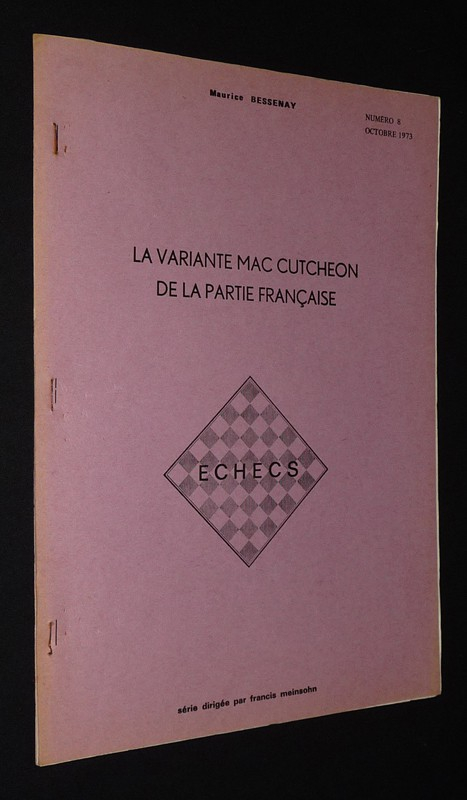 Maurice BESSENAY
NUMÉRO 8
OCTOBRE 1973
LA VARIANTE MAC CUTCHEON
DE LA PARTIE FRANÇAISE
ECHECS
série dirigée par francis meinsohn